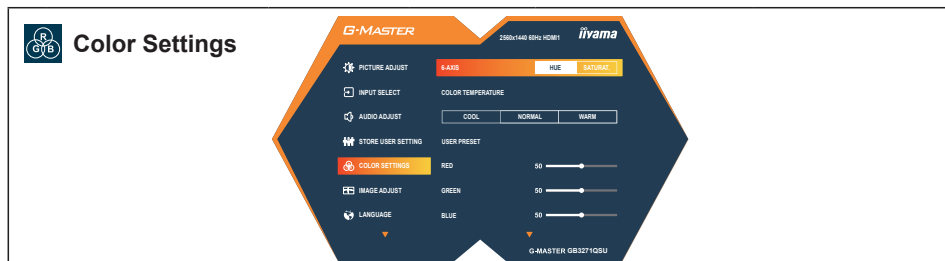 R
G B
Color Settings
G-MASTER
2560x1440 60Hz HDMI1
iiyama
PICTURE ADJUST
6-AXIS
HUE
SATURAT.
INPUT SELECT
COLOR TEMPERATURE
AUDIO ADJUST
COOL
NORMAL
WARM
STORE USER SETTING
USER PRESET
COLOR SETTINGS
RED
50
IMAGE ADJUST
GREEN
50
LANGUAGE
BLUE
50
G-MASTER GB3271QSU